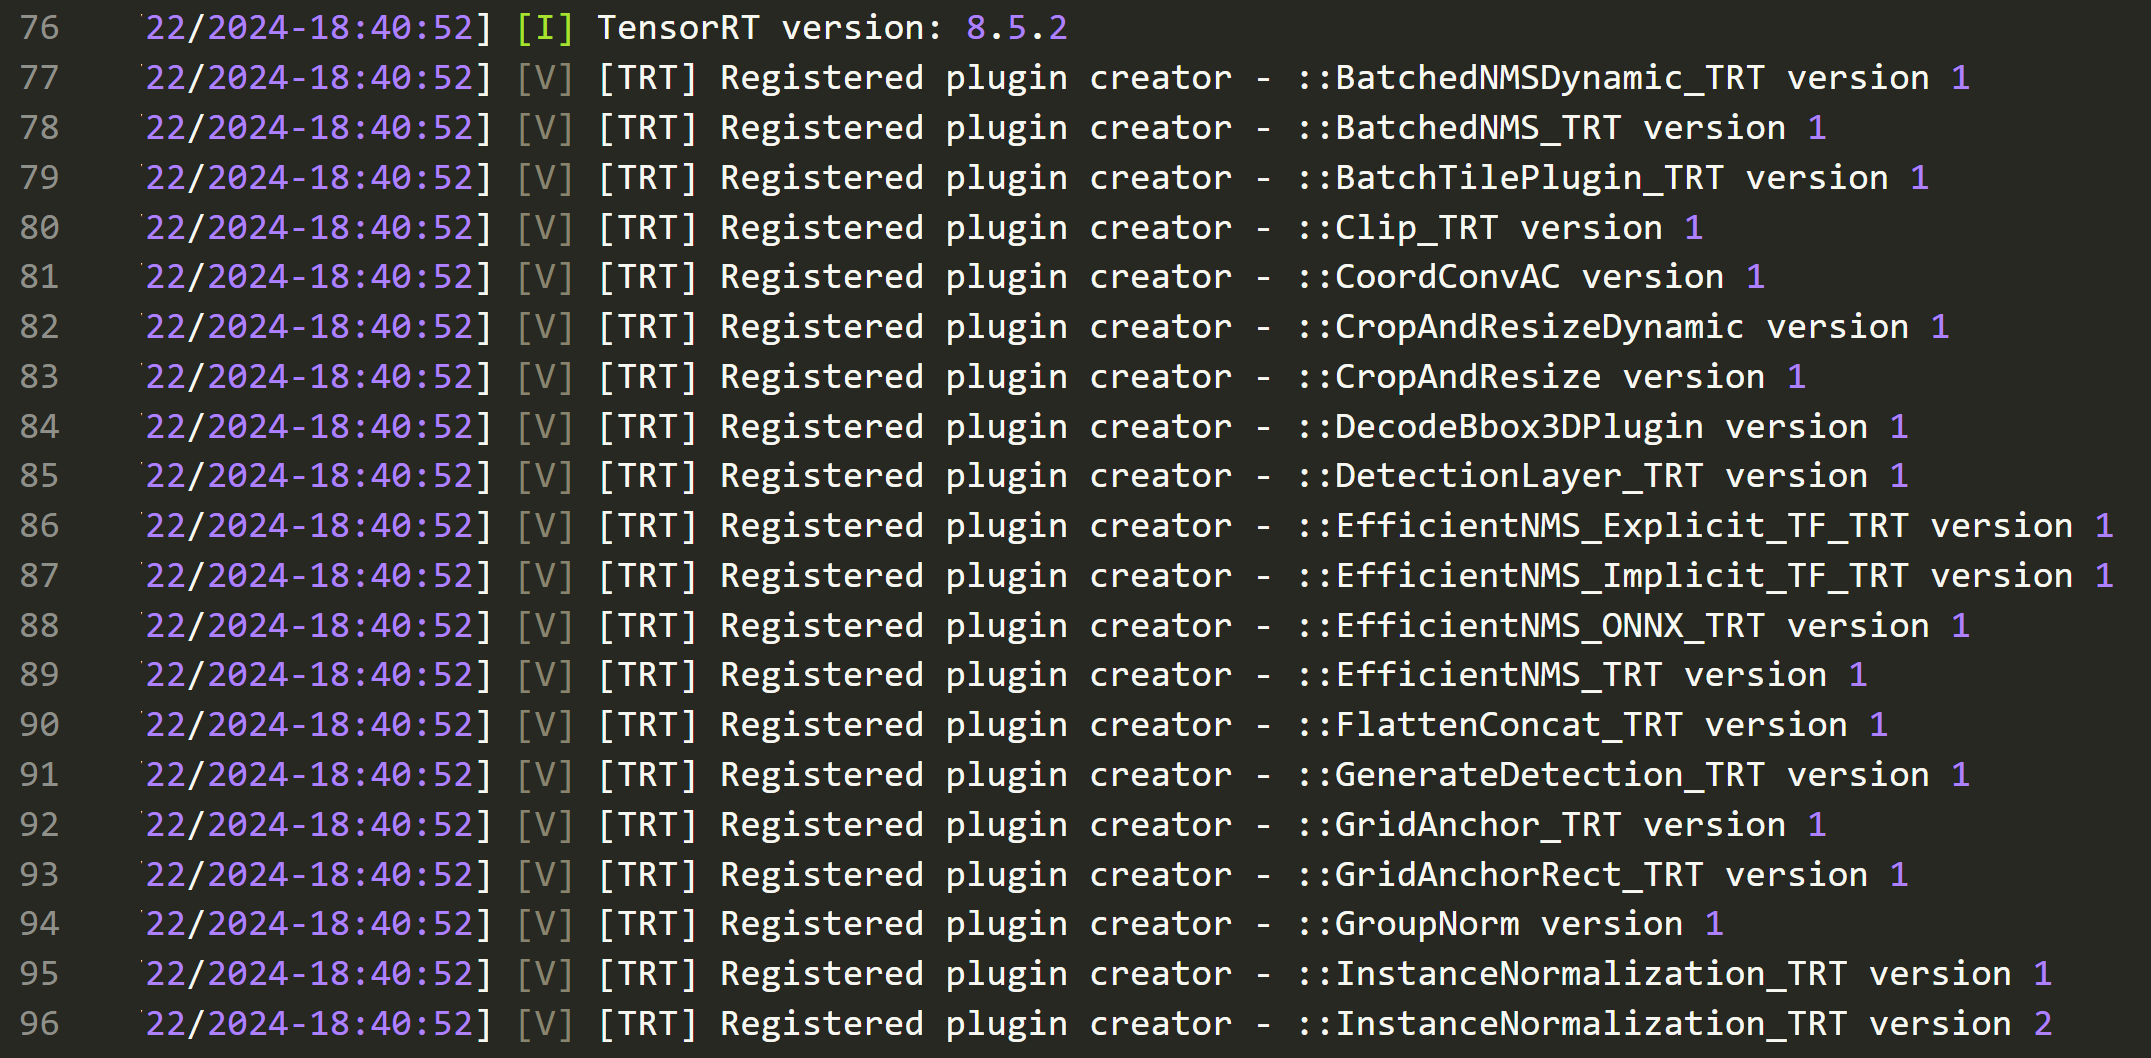 76 22/2024-18:40:52] [I] TensorRT version: 8.5.2
77 22/2024-18:40:52] [V] [TRT] Registered plugin creator - ::BatchedNMSDynamic_TRT version 1
78 22/2024-18:40:52] [V] [TRT] Registered plugin creator - ::BatchedNMS_TRT version 1
79 22/2024-18:40:52] [V] [TRT] Registered plugin creator - ::BatchTilePlugin_TRT version 1
80 22/2024-18:40:52] [V] [TRT] Registered plugin creator - ::Clip_TRT version 1
81 22/2024-18:40:52] [V] [TRT] Registered plugin creator - ::CoordConvAC version 1
82 22/2024-18:40:52] [V] [TRT] Registered plugin creator - ::CropAndResizeDynamic version 1
83 22/2024-18:40:52] [V] [TRT] Registered plugin creator - ::CropAndResize version 1
84 22/2024-18:40:52] [V] [TRT] Registered plugin creator - ::DecodeBbox3DPlugin version 1
85 22/2024-18:40:52] [V] [TRT] Registered plugin creator - ::DetectionLayer_TRT version 1
86 22/2024-18:40:52] [V] [TRT] Registered plugin creator - ::EfficientNMS_Explicit_TF_TRT version 1
87 22/2024-18:40:52] [V] [TRT] Registered plugin creator - ::EfficientNMS_Implicit_TF_TRT version 1
88 22/2024-18:40:52] [V] [TRT] Registered plugin creator - ::EfficientNMS_ONNX_TRT version 1
89 22/2024-18:40:52] [V] [TRT] Registered plugin creator - ::EfficientNMS_TRT version 1
90 22/2024-18:40:52] [V] [TRT] Registered plugin creator - ::FlattenConcat_TRT version 1
91 22/2024-18:40:52] [V] [TRT] Registered plugin creator - ::GenerateDetection_TRT version 1
92 22/2024-18:40:52] [V] [TRT] Registered plugin creator - ::GridAnchor_TRT version 1
93 22/2024-18:40:52] [V] [TRT] Registered plugin creator - ::GridAnchorRect_TRT version 1
94 22/2024-18:40:52] [V] [TRT] Registered plugin creator - ::GroupNorm version 1
95 22/2024-18:40:52] [V] [TRT] Registered plugin creator - ::InstanceNormalization_TRT version 1
96 22/2024-18:40:52] [V] [TRT] Registered plugin creator - ::InstanceNormalization_TRT version 2